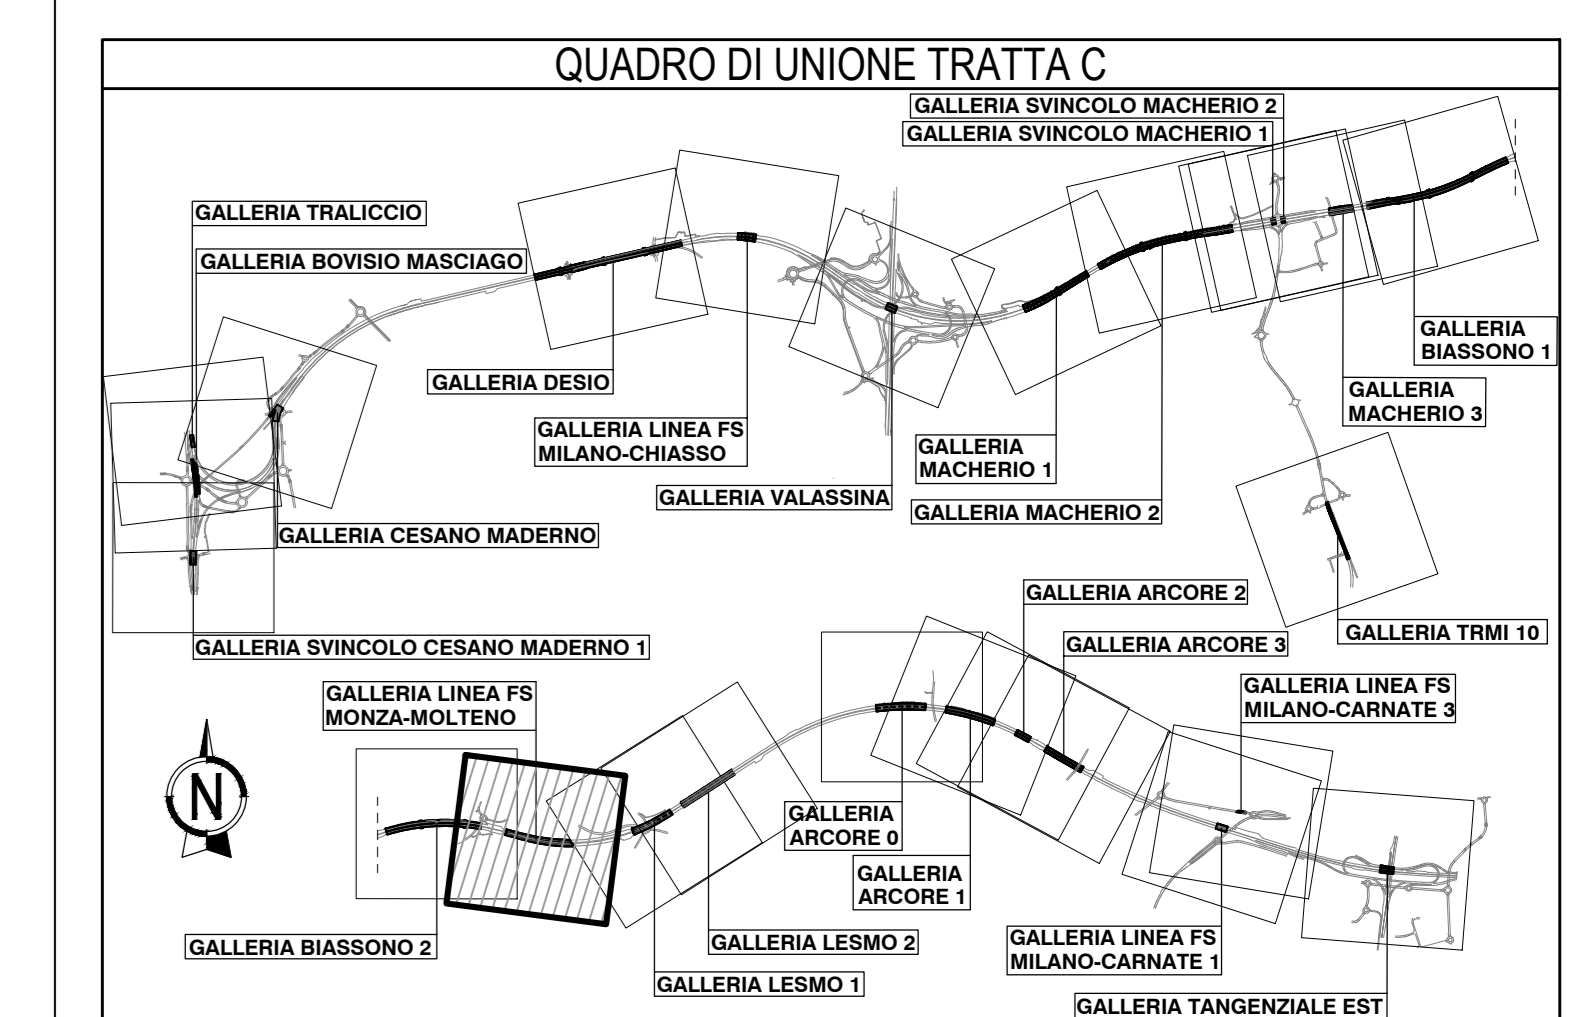 QUADRO DI UNIONE TRATTA C
GALLERIA SVINCOLO MACHERIO 2
GALLERIA SVINCOLO MACHERIO 1
GALLERIA TRALICCIO
GALLERIA BOVISIO MASCIAGO
GALLERIA BIASSONO 1
GALLERIA DESIO
GALLERIA
MACHERIO 3
GALLERIA LINEA FS
MILANO-CHIASSO
GALLERIA
MACHERIO 1
GALLERIA VALASSINA
GALLERIA MACHERIO 2
GALLERIA CESANO MADERNO
GALLERIA ARCORE 2
GALLERIA TRMI 10
GALLERIA SVINCOLO CESANO MADERNO 1
GALLERIA ARCORE 3
GALLERIA LINEA FS
MONZA-MOLTENO
GALLERIA LINEA FS
MILANO-CARNATE 3
N
GALLERIA
ARCORE 0
GALLERIA
ARCORE 1
GALLERIA BIASSONO 2
GALLERIA LESMO 2
GALLERIA LINEA FS
MILANO-CARNATE 1
GALLERIA LESMO 1
GALLERIA TANGENZIALE EST